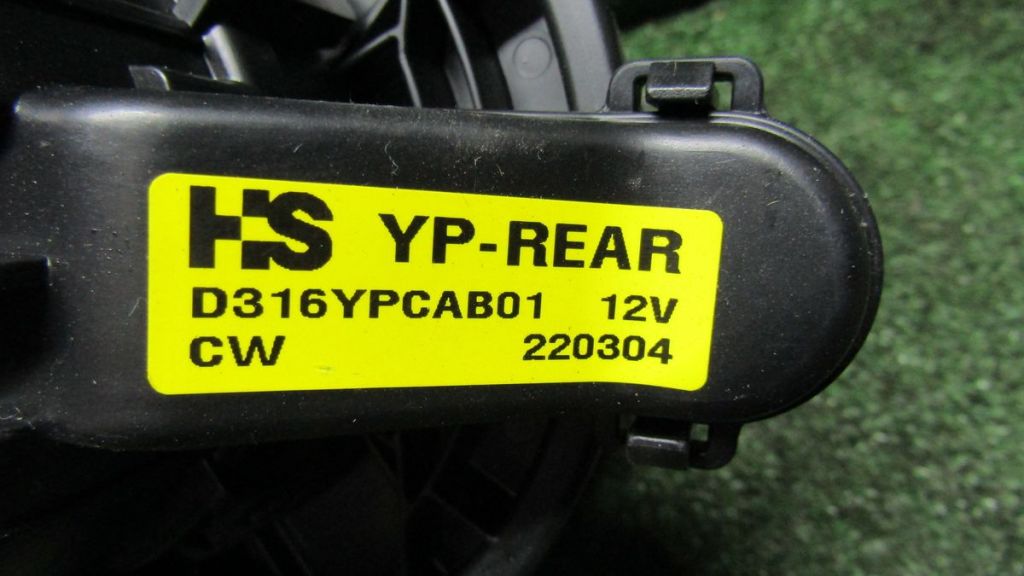 HS YP-REAR
D316YPCAB01 12V
CW 220304